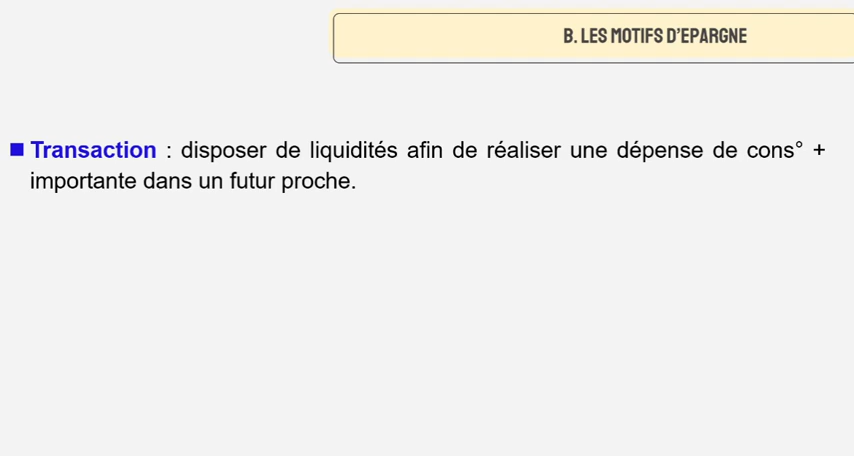 B. LES MOTIFS D'EPARGNE
Transaction : disposer de liquidités afin de réaliser une dépense de cons° +
importante dans un futur proche.